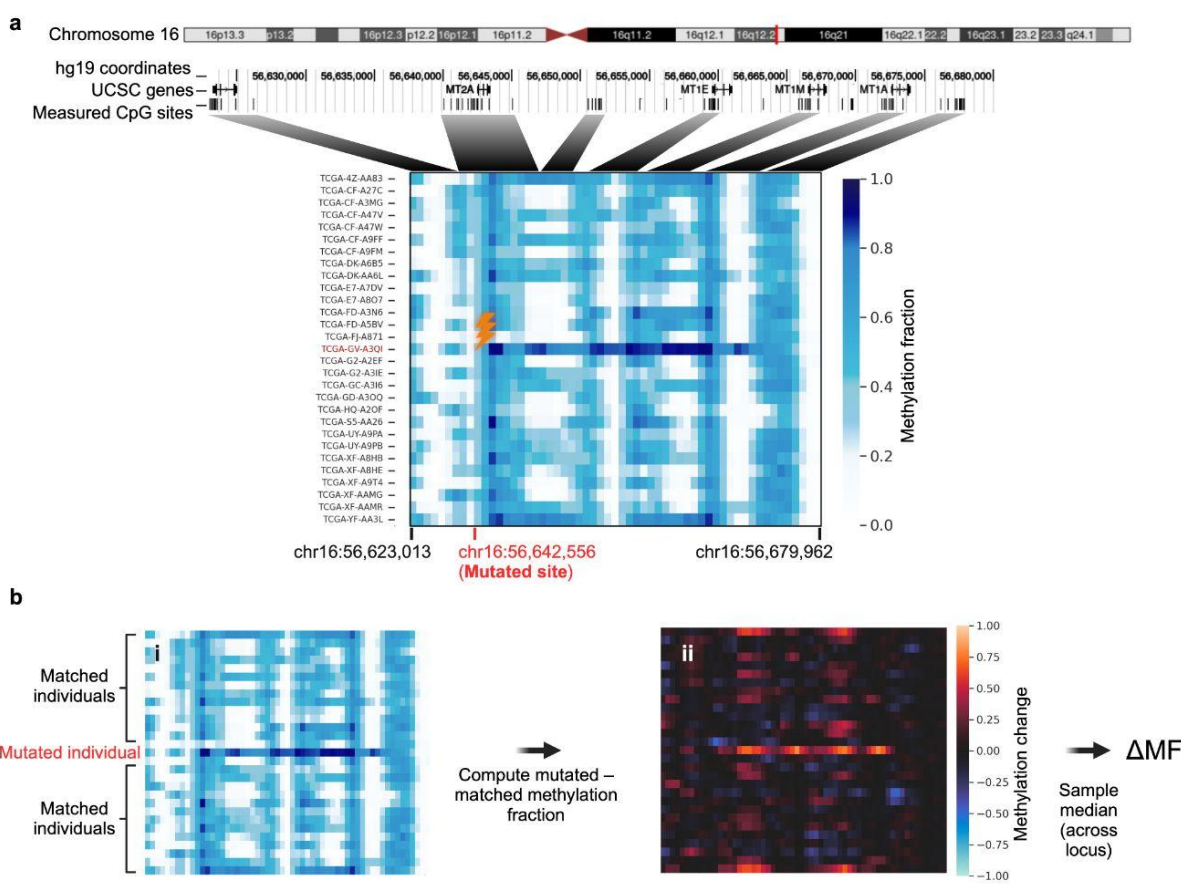 a
Chromosome 16
16p13.3 p13.2 16p12.3 p12.2 16p12.1 16p11.2 16q11.2 16q12.1 16q12.2 16q21 16q22.1 22.2 16q23.1 23.2 23.3 q24.1
hg19 coordinates
56,630,000 56,635,000 56,640,000 56,645,000 56,650,000 56,655,000 56,660,000 56,665,000 56,670,000 56,675,000 56,680,000
UCSC genes
MT2A MT1E MT1M MT1A
Measured CpG sites
TCGA-4Z-AA83
TCGA-CF-A27C
TCGA-CF-A3MG
TCGA-CF-A47V
TCGA-CF-A47W
TCGA-CF-A9FF
TCGA-CF-A9FM
TCGA-DK-A6B5
TCGA-DK-AA6L
TCGA-E7-A7DV
TCGA-E7-A8O7
TCGA-FD-A3N6
TCGA-FD-A5BV
TCGA-FJ-A871
TCGA-GV-A3QI
TCGA-G2-A2EF
TCGA-G2-A3IE
TCGA-GC-A3I6
TCGA-GD-A3OQ
TCGA-HQ-A2OF
TCGA-S5-AA26
TCGA-UY-A9PA
TCGA-UY-A9PB
TCGA-XF-A8HB
TCGA-XF-A8HE
TCGA-XF-A9T4
TCGA-XF-AAMG
TCGA-XF-AAMR
TCGA-YF-AA3L
1.0
0.8
0.6
0.4
0.2
0.0
Methylation fraction
chr16:56,623,013
chr16:56,642,556
(Mutated site)
chr16:56,679,962
b
i
Matched
individuals
Mutated individual
Matched
individuals
Compute mutated –
matched methylation
fraction
ii
1.00
0.75
0.50
0.25
0.00
−0.25
−0.50
−0.75
−1.00
Methylation change
Sample
median
(across
locus)
ΔMF